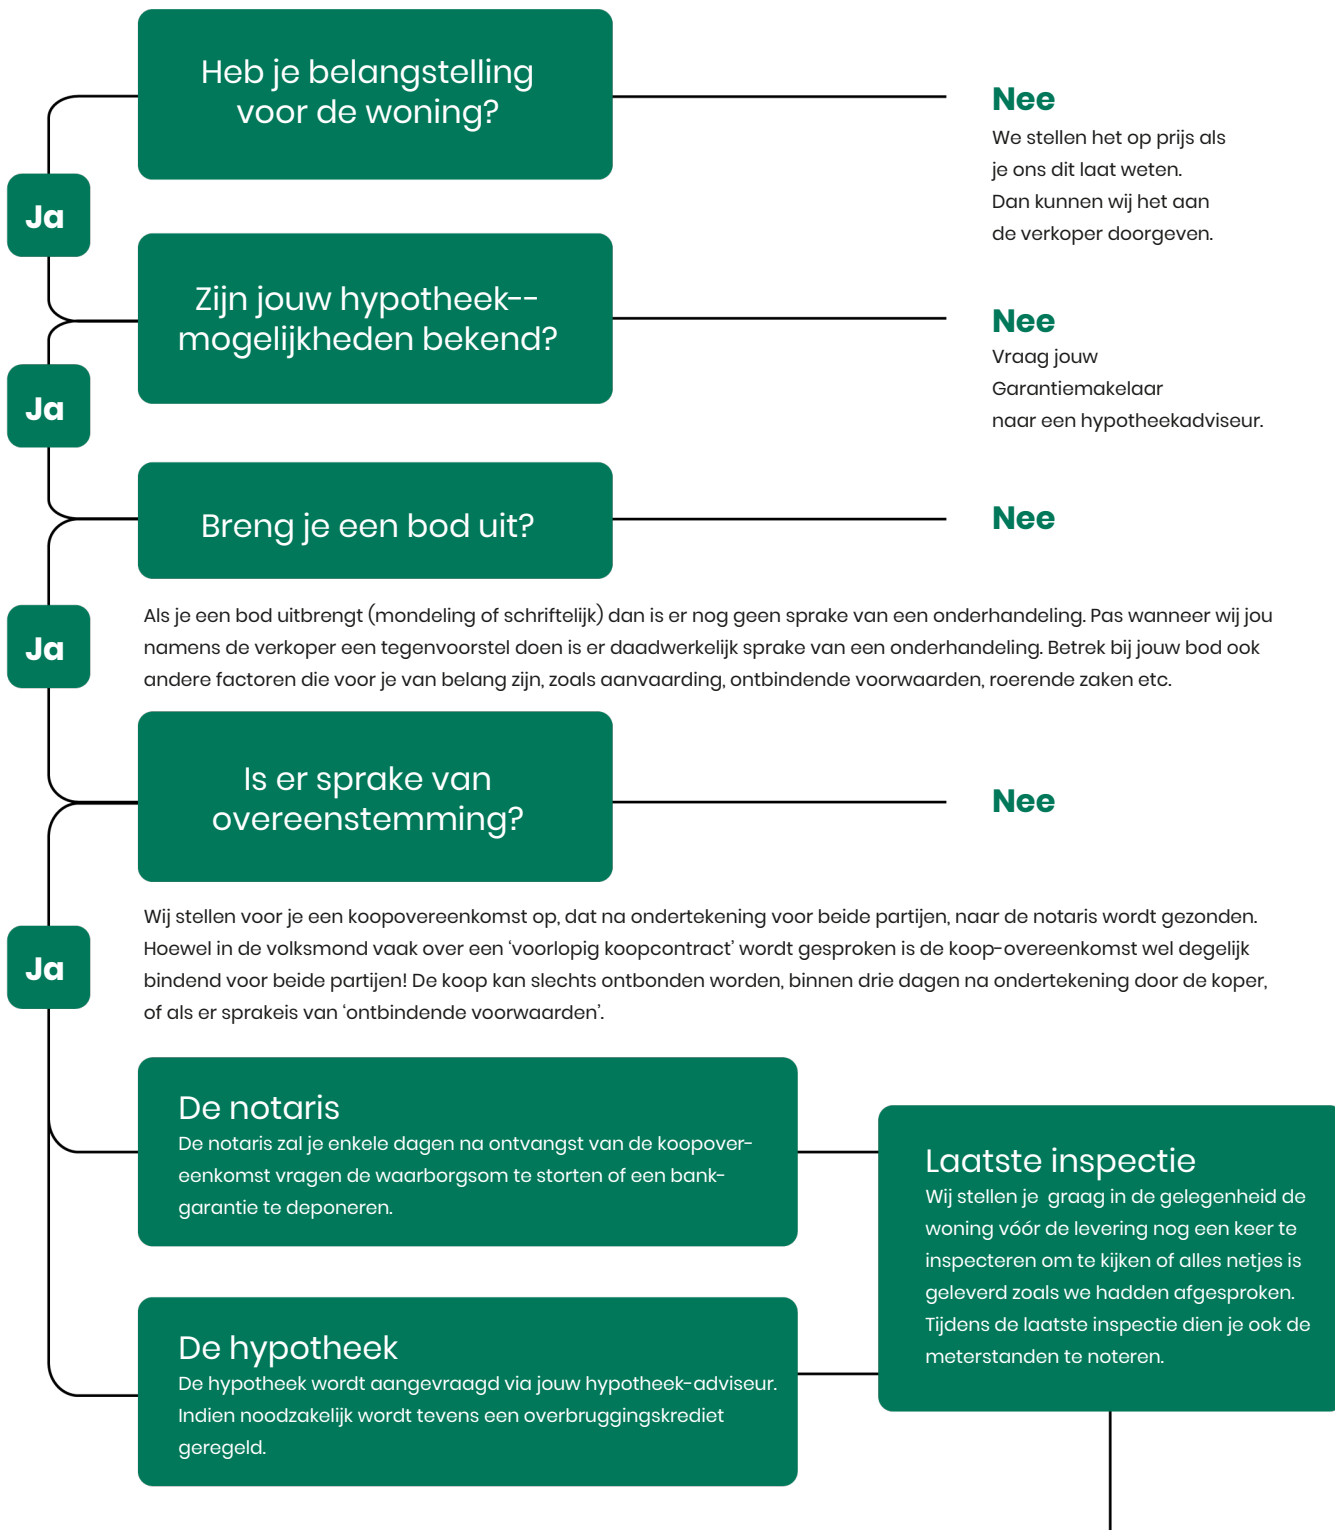 Heb je belangstelling
voor de woning?
Nee
We stellen het op prijs als
je ons dit laat weten.
Dan kunnen wij het aan
de verkoper doorgeven.
Ja
Zijn jouw hypotheek--
mogelijkheden bekend?
Nee
Vraag jouw
Garantiemakelaar
naar een hypotheekadviseur.
Ja
Breng je een bod uit?
Nee
Ja
Als je een bod uitbrengt (mondeling of schriftelijk) dan is er nog geen sprake van een onderhandeling. Pas wanneer wij jou
namens de verkoper een tegenvoorstel doen is er daadwerkelijk sprake van een onderhandeling. Betrek bij jouw bod ook
andere factoren die voor je van belang zijn, zoals aanvaarding, ontbindende voorwaarden, roerende zaken etc.
Is er sprake van
overeenstemming?
Nee
Ja
Wij stellen voor je een koopovereenkomst op, dat na ondertekening voor beide partijen, naar de notaris wordt gezonden.
Hoewel in de volksmond vaak over een ‘voorlopig koopcontract’ wordt gesproken is de koop-overeenkomst wel degelijk
bindend voor beide partijen! De koop kan slechts ontbonden worden, binnen drie dagen na ondertekening door de koper,
of als er sprakeis van ‘ontbindende voorwaarden’.
De notaris
De notaris zal je enkele dagen na ontvangst van de koopover-
eenkomst vragen de waarborgsom te storten of een bank-
garantie te deponeren.
Laatste inspectie
Wij stellen je  graag in de gelegenheid de
woning vóór de levering nog een keer te
inspecteren om te kijken of alles netjes is
geleverd zoals we hadden afgesproken.
Tijdens de laatste inspectie dien je ook de
meterstanden te noteren.
De hypotheek
De hypotheek wordt aangevraagd via jouw hypotheek-adviseur.
Indien noodzakelijk wordt tevens een overbruggingskrediet
geregeld.